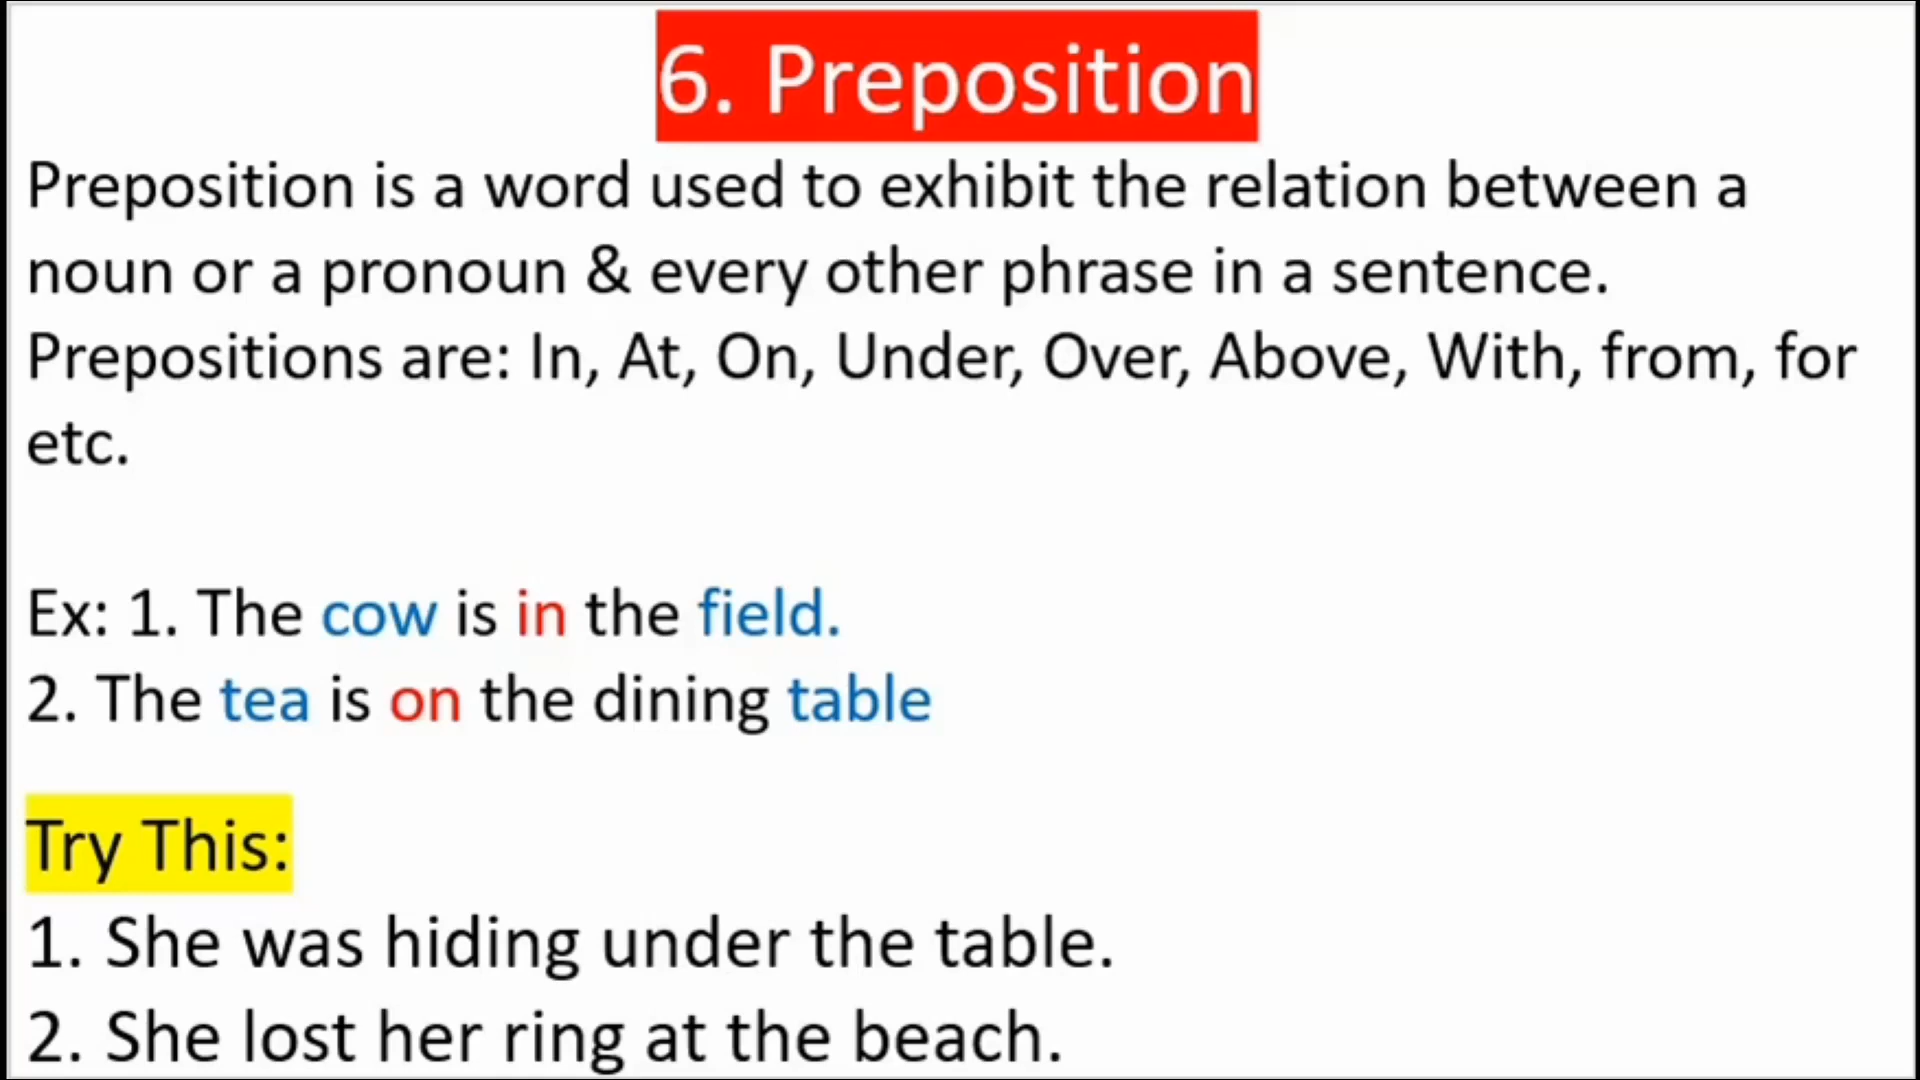 6. Preposition
Preposition is a word used to exhibit the relation between a
noun or a pronoun & every other phrase in a sentence.
Prepositions are: In, At, On, Under, Over, Above, With, from, for
etc.
Ex: 1. The cow is in the field.
2. The tea is on the dining table
Try This:
1. She was hiding under the table.
2. She lost her ring at the beach.